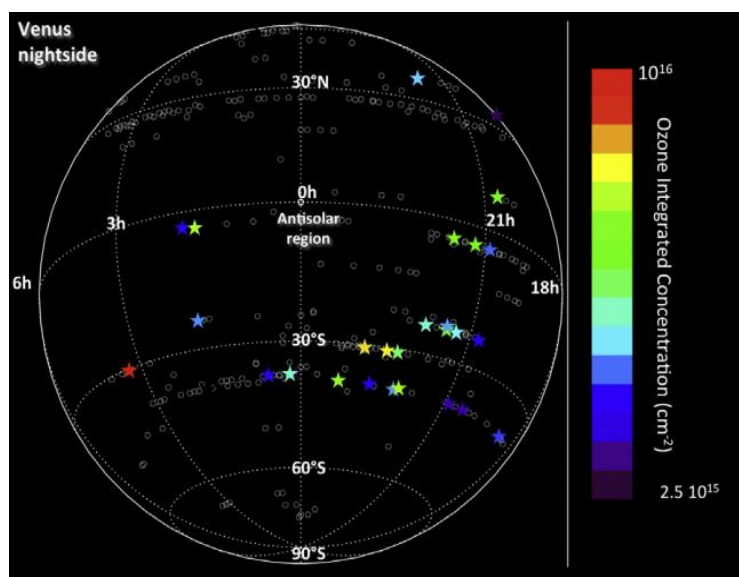 Venus
nightside
30°N
0h
Antisolar
region
3h
21h
6h
18h
30°S
60°S
90°S
10¹⁶
Ozone Integrated Concentration (cm⁻²)
2.5 10¹⁵